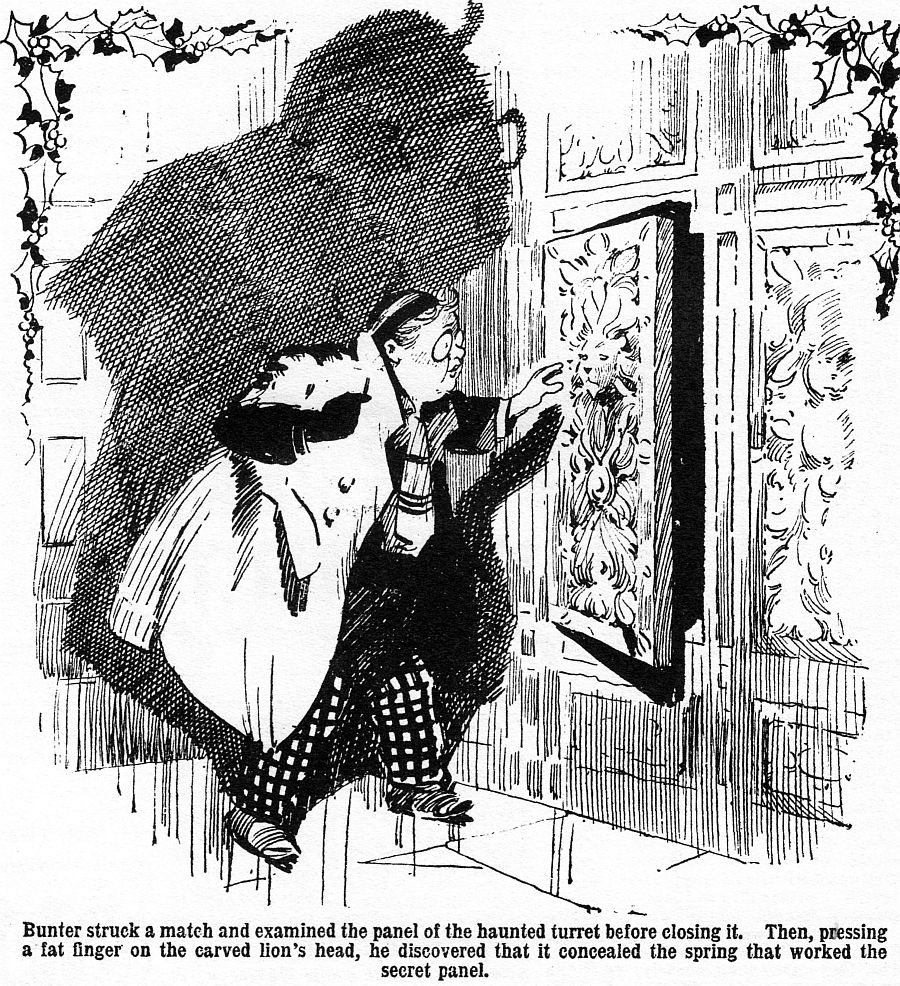 Bunter struck a match and examined the panel of the haunted turret before closing it. Then, pressing
a fat finger on the carved lion's head, he discovered that it concealed the spring that worked the
secret panel.